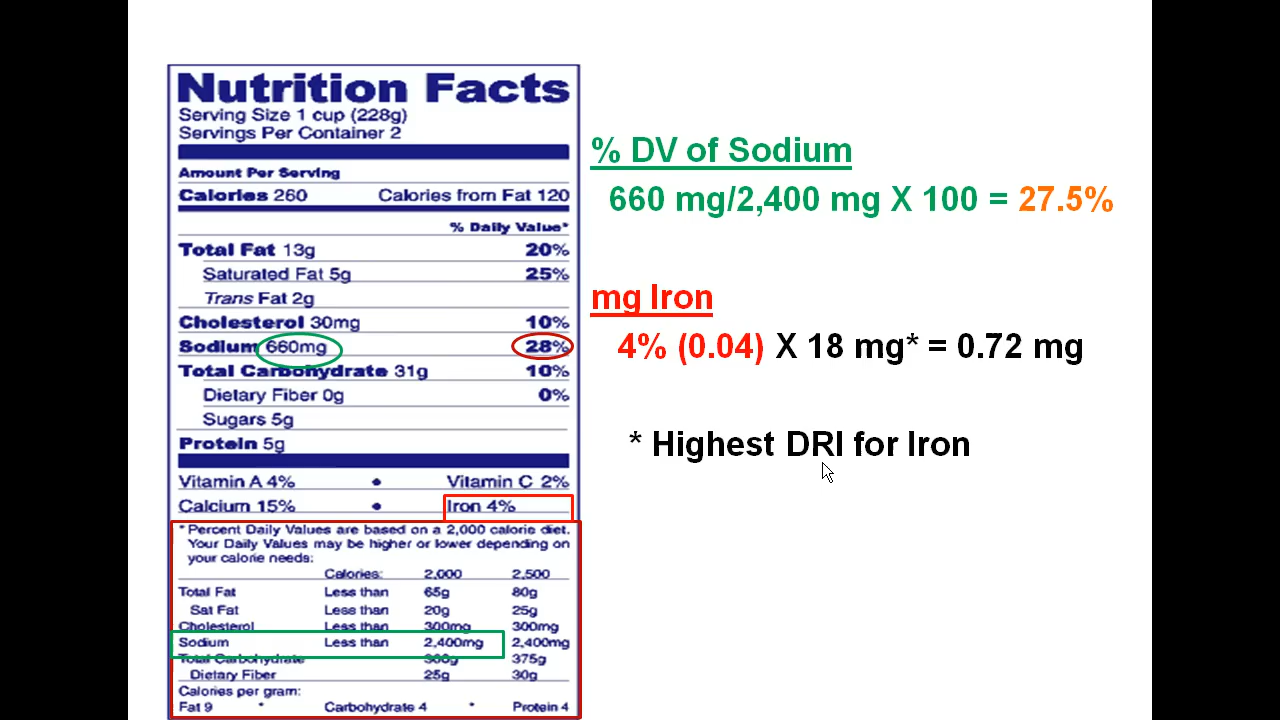 Nutrition Facts
Serving Size 1 cup (228g)
Servings Per Container 2
Amount Per Serving
Calories 260 Calories from Fat 120
% Daily Value*
Total Fat 13g 20%
Saturated Fat 5g 25%
Trans Fat 2g
Cholesterol 30mg 10%
Sodium 660mg 28%
Total Carbohydrate 31g 10%
Dietary Fiber 0g 0%
Sugars 5g
Protein 5g
Vitamin A 4% • Vitamin C 2%
Calcium 15% • Iron 4%
* Percent Daily Values are based on a 2,000 calorie diet.
Your Daily Values may be higher or lower depending on
your calorie needs:
Calories: 2,000 2,500
Total Fat Less than 65g 80g
Sat Fat Less than 20g 25g
Cholesterol Less than 300mg 300mg
Sodium Less than 2,400mg 2,400mg
Total Carbohydrate 300g 375g
Dietary Fiber 25g 30g
Calories per gram:
Fat 9 * Carbohydrate 4 * Protein 4
% DV of Sodium
660 mg/2,400 mg X 100 = 27.5%
mg Iron
4% (0.04) X 18 mg* = 0.72 mg
* Highest DRI for Iron